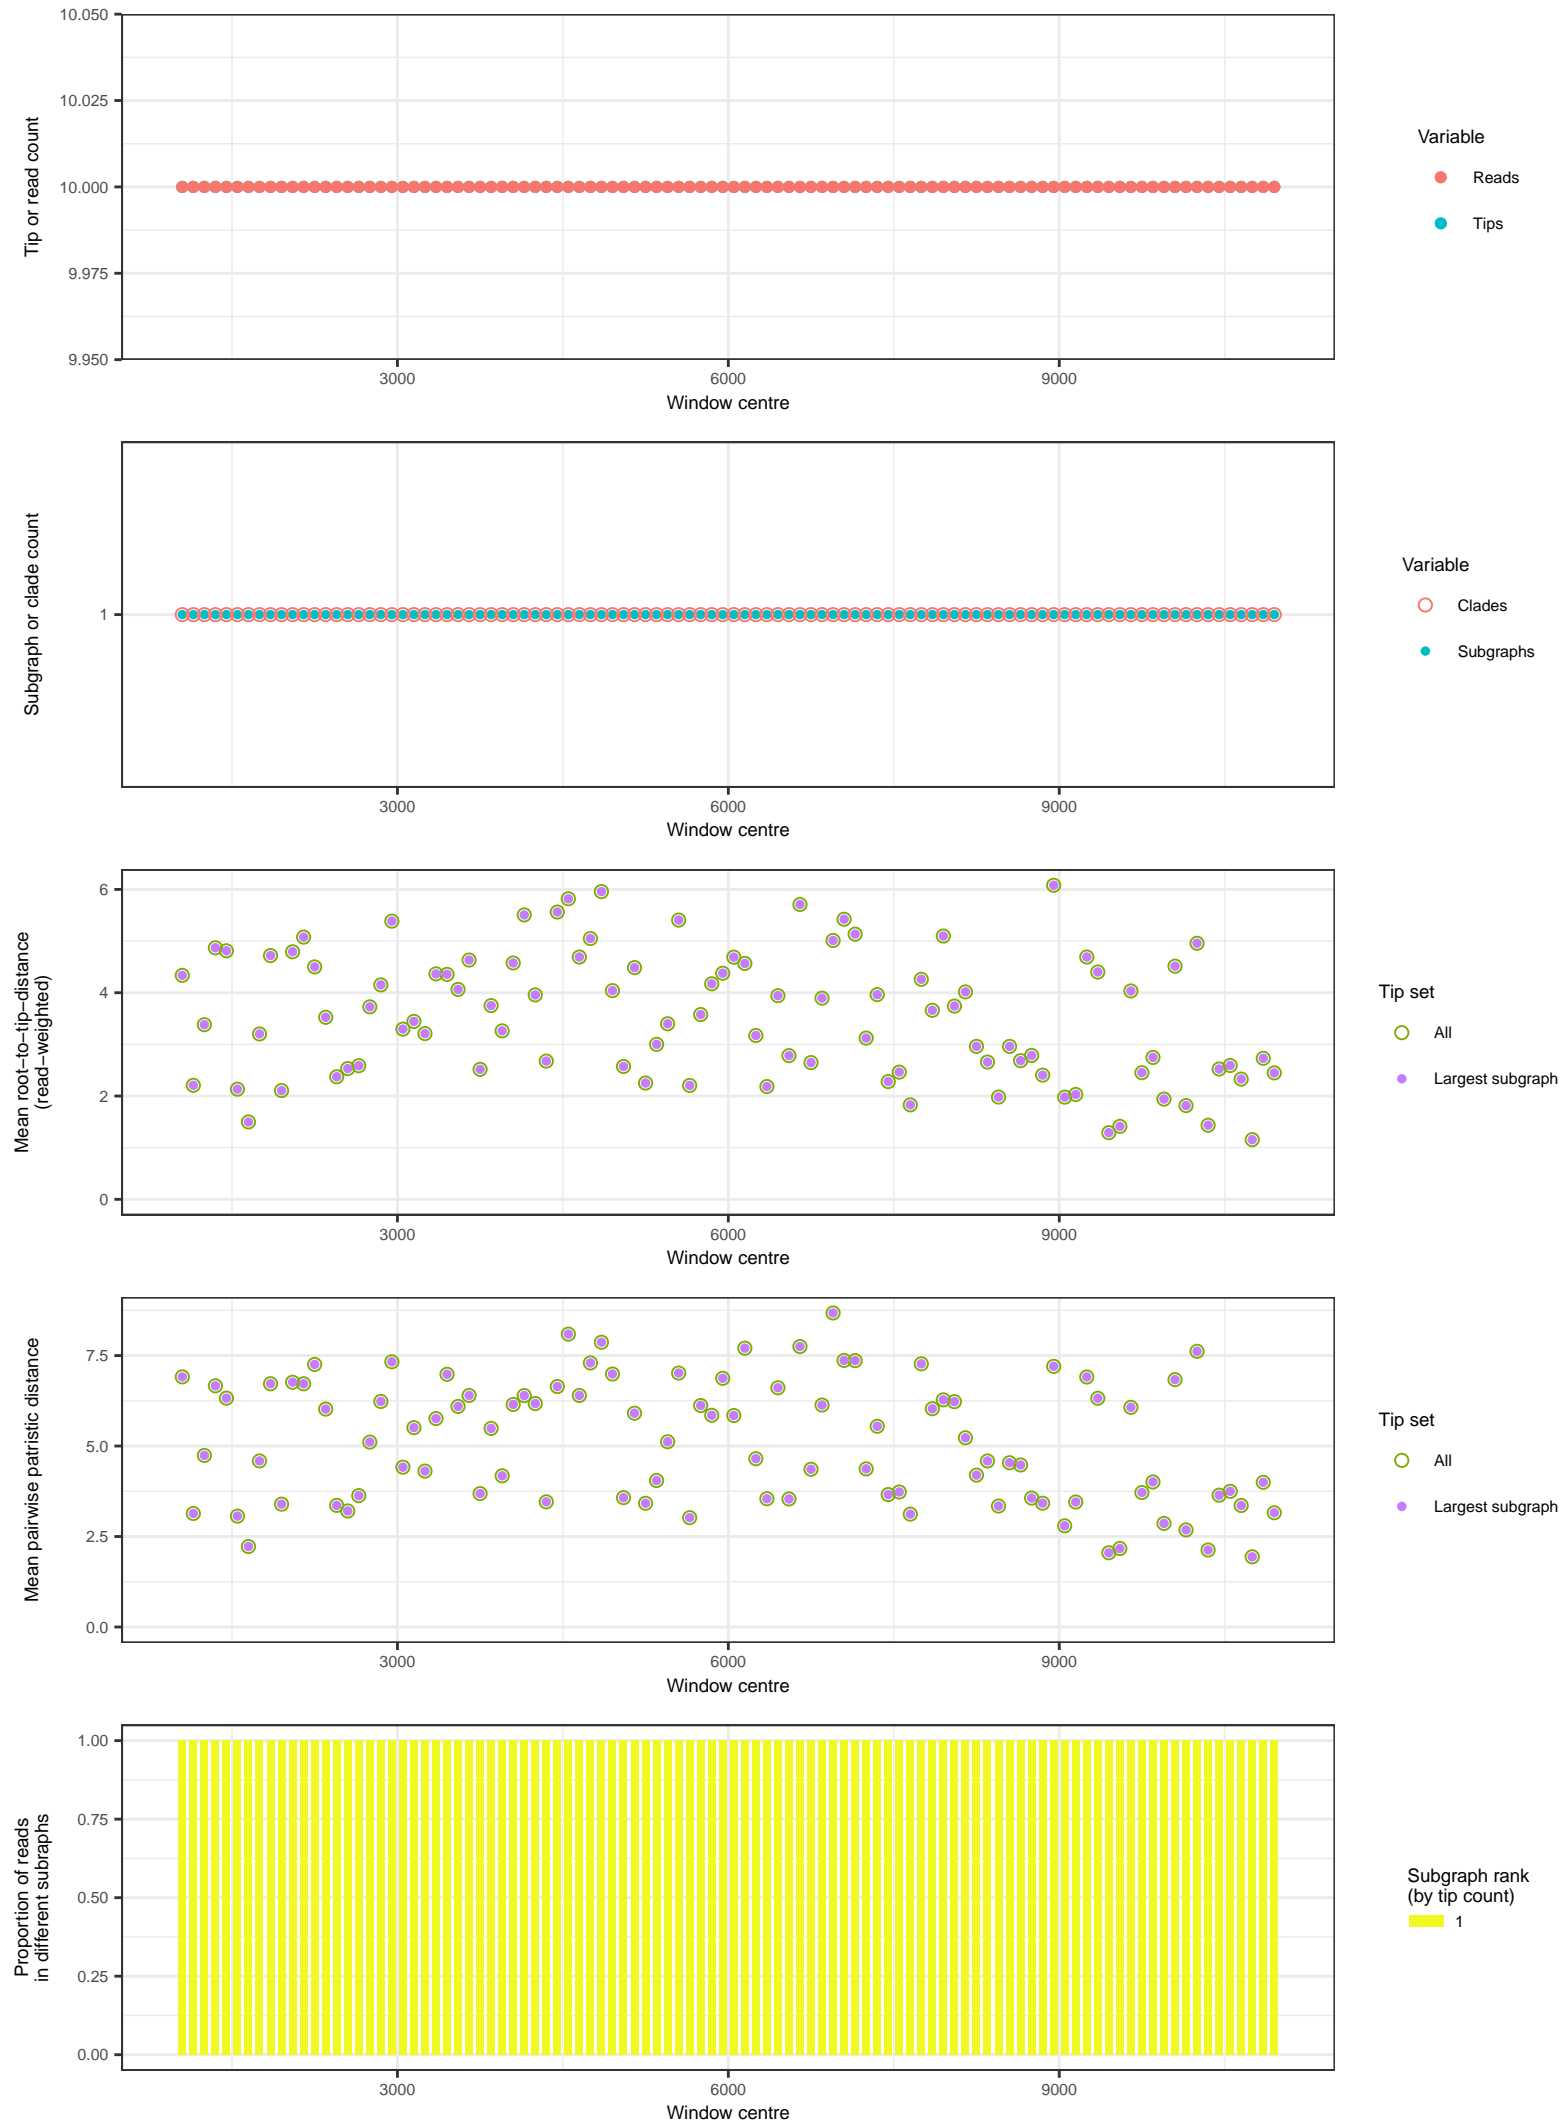 10.050
10.025
10.000
9.975
9.950
Tip or read count
3000
6000
9000
Window centre
Variable
Reads
Tips
Subgraph or clade count
1
3000
6000
9000
Window centre
Variable
Clades
Subgraphs
Mean root−to−tip−distance
(read−weighted)
6
4
2
0
3000
6000
9000
Window centre
Tip set
All
Largest subgraph
Mean pairwise patristic distance
7.5
5.0
2.5
0.0
3000
6000
9000
Window centre
Tip set
All
Largest subgraph
Proportion of reads
in different subraphs
1.00
0.75
0.50
0.25
0.00
3000
6000
9000
Window centre
Subgraph rank
(by tip count)
1